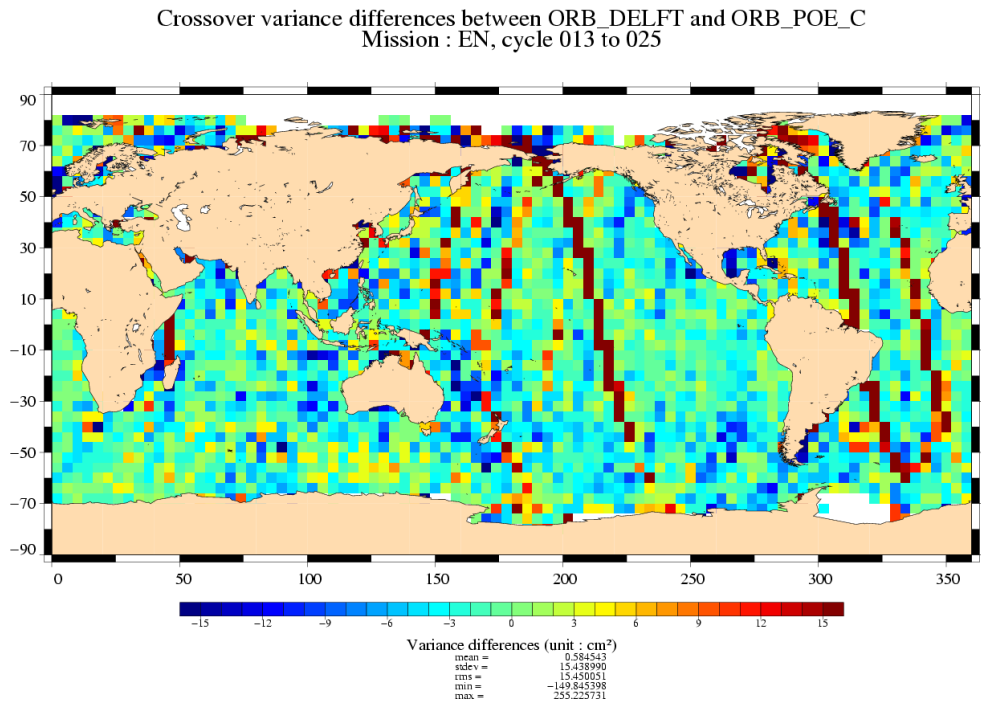 Crossover variance differences between ORB_DELFT and ORB_POE_C
Mission : EN, cycle 013 to 025
90
70
50
30
10
−10
−30
−50
−70
−90
0 50 100 150 200 250 300 350
−15 −12 −9 −6 −3 0 3 6 9 12 15
Variance differences (unit : cm²)
mean = 0.584543
stdev = 15.438990
rms = 15.450051
min = −149.845398
max = 255.225731